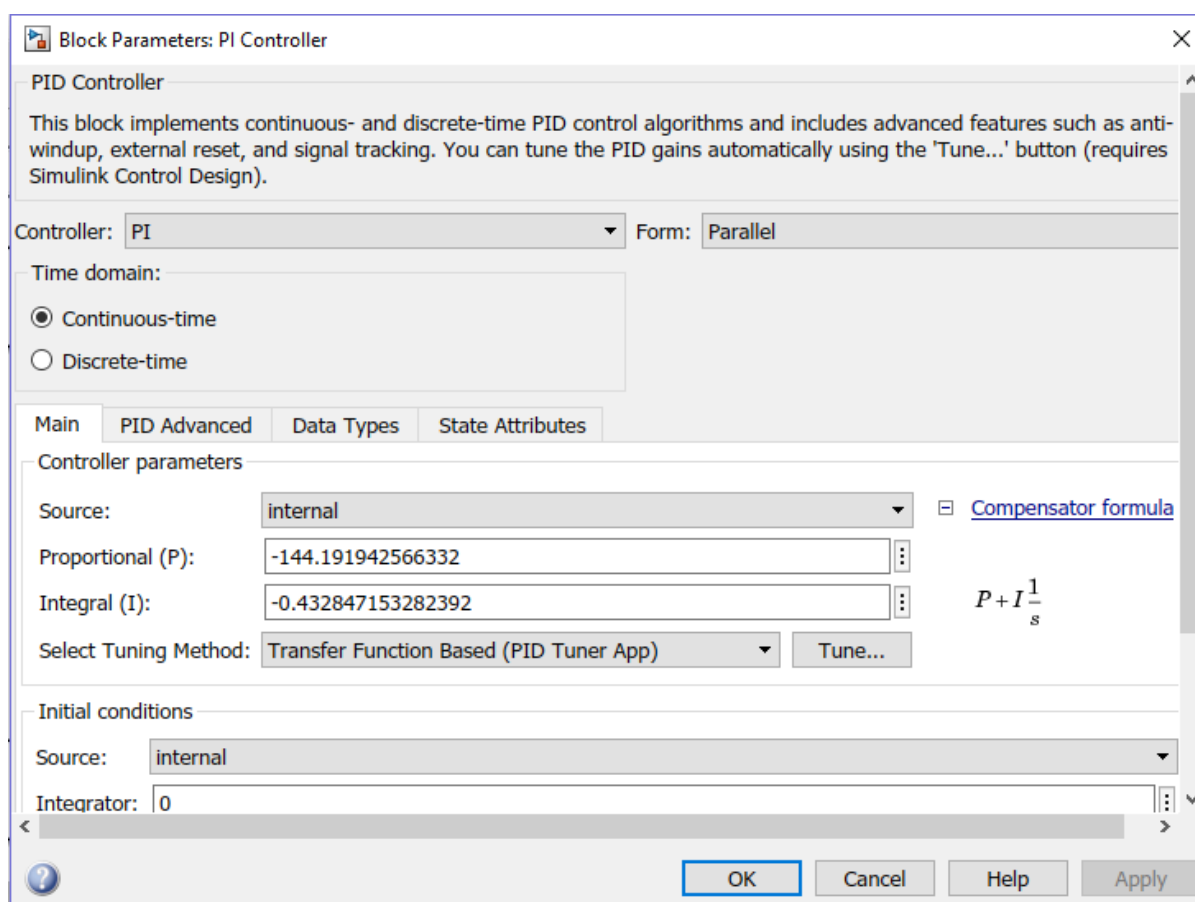 Block Parameters: PI Controller
PID Controller
This block implements continuous- and discrete-time PID control algorithms and includes advanced features such as anti-
windup, external reset, and signal tracking. You can tune the PID gains automatically using the 'Tune...' button (requires
Simulink Control Design).
Controller: PI Form: Parallel
Time domain:
Continuous-time
Discrete-time
Main PID Advanced Data Types State Attributes
Controller parameters
Source: internal Compensator formula
Proportional (P): -144.191942566332
Integral (I): -0.432847153282392
P + I 1/s
Select Tuning Method: Transfer Function Based (PID Tuner App) Tune...
Initial conditions
Source: internal
Integrator: 0
OK Cancel Help Apply